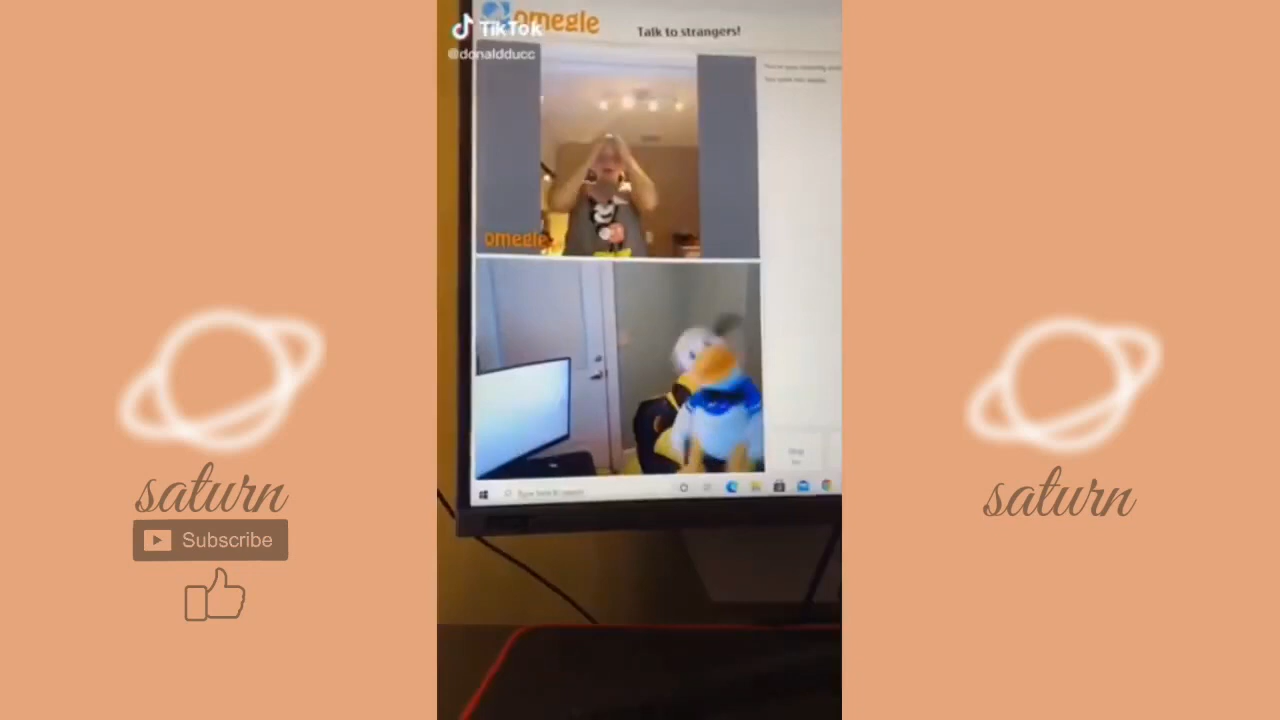 omegle
Talk to strangers!
TikTok
@donaldducc
omegle
saturn
Subscribe
saturn